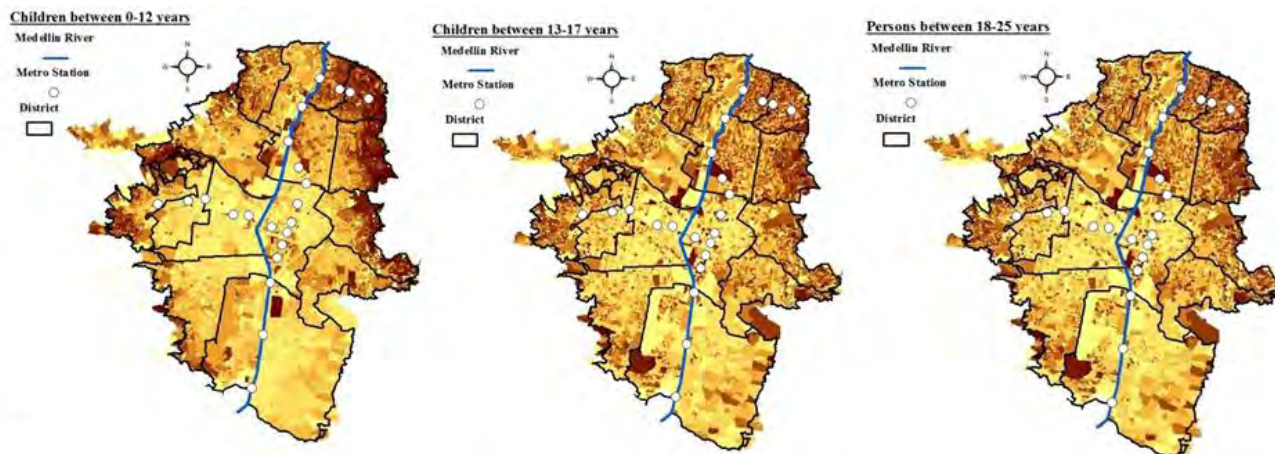 Children between 0-12 years
Medellin River
Metro Station
District
N
W
E
S
Children between 13-17 years
Medellin River
Metro Station
District
N
W
E
S
Persons between 18-25 years
Medellin River
Metro Station
District
N
W
E
S